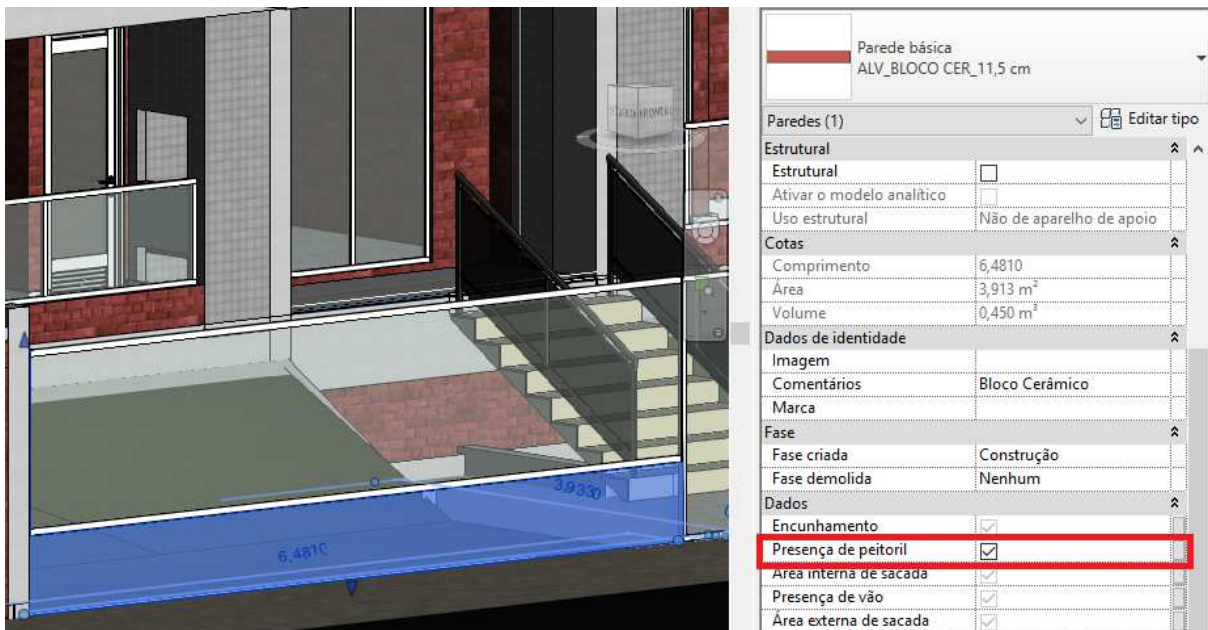 FRONTAL
3,9330
6,4810
Parede básica
ALV_BLOCO CER_11,5 cm
Paredes (1) Editar tipo
Estrutural
Estrutural
Ativar o modelo analítico
Uso estrutural Não de aparelho de apoio
Cotas
Comprimento 6,4810
Área 3,913 m²
Volume 0,450 m³
Dados de identidade
Imagem
Comentários Bloco Cerâmico
Marca
Fase
Fase criada Construção
Fase demolida Nenhum
Dados
Encunhamento
Presença de peitoril
Área interna de sacada
Presença de vão
Área externa de sacada